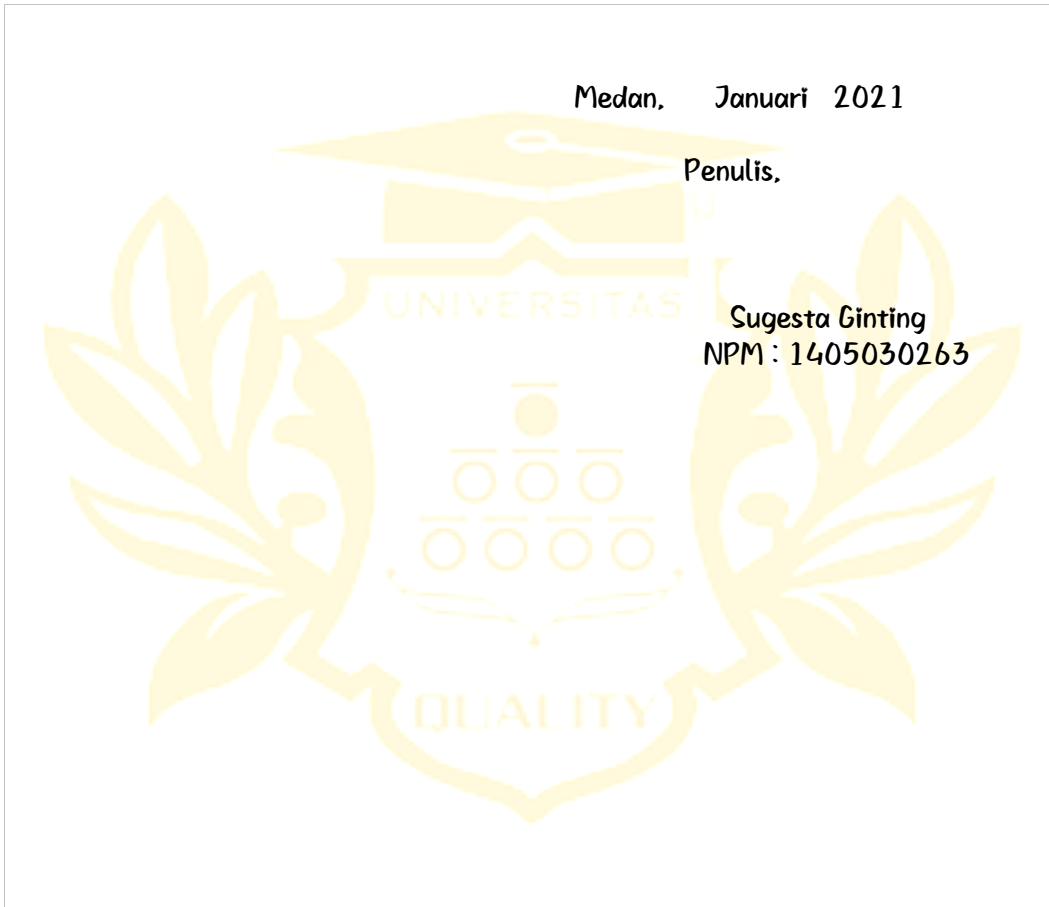 Medan, Januari 2021
Penulis,
UNIVERSITAS
Sugesta Ginting
NPM : 1405030263
QUALITY